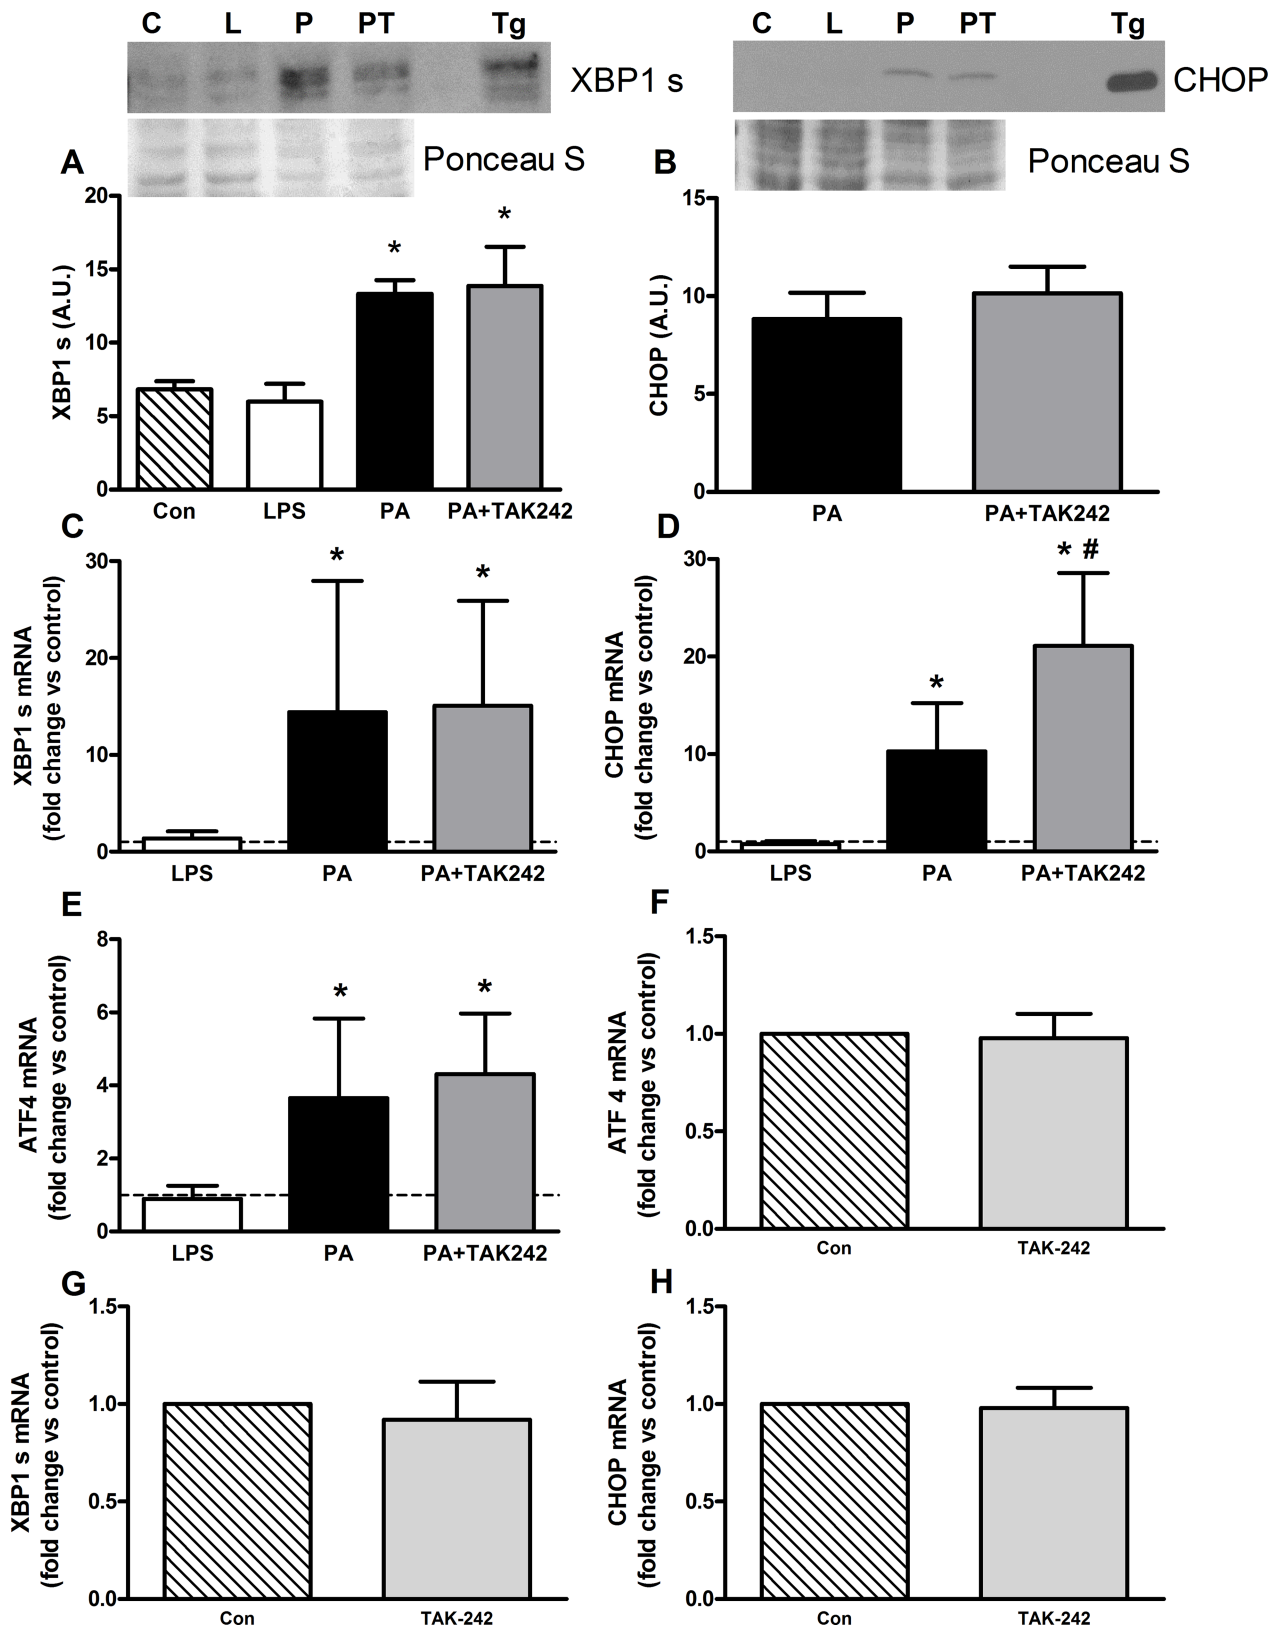 C L P PT Tg
XBP1 s
Ponceau S
A
XBP1 s (A.U.)
20
15
10
5
0
* *
Con LPS PA PA+TAK242
C L P PT Tg
CHOP
Ponceau S
B
CHOP (A.U.)
15
10
5
0
PA PA+TAK242
C
XBP1 s mRNA
(fold change vs control)
30
20
10
0
* *
LPS PA PA+TAK242
D
CHOP mRNA
(fold change vs control)
30
20
10
0
* * #
LPS PA PA+TAK242
E
ATF4 mRNA
(fold change vs control)
8
6
4
2
0
* *
LPS PA PA+TAK242
F
ATF 4 mRNA
(fold change vs control)
1.5
1.0
0.5
0.0
Con TAK-242
G
XBP1 s mRNA
(fold change vs control)
1.5
1.0
0.5
0.0
Con TAK-242
H
CHOP mRNA
(fold change vs control)
1.5
1.0
0.5
0.0
Con TAK-242